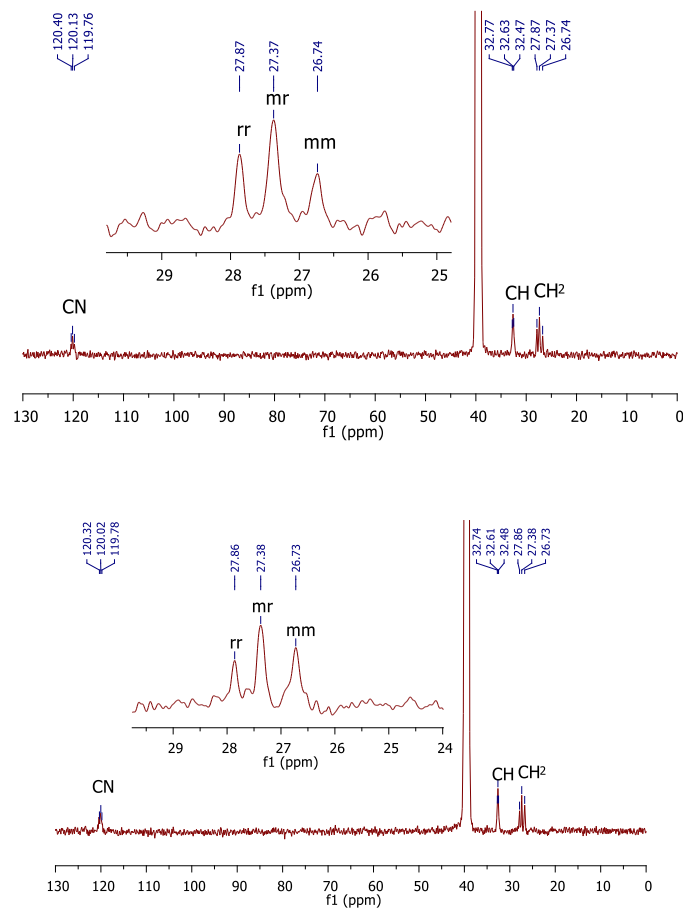 120.40
120.13
119.76
27.87
27.37
26.74
32.77
32.63
32.47
27.87
27.37
26.74
rr
mr
mm
29 28 27 26 25
f1 (ppm)
CN
CH
CH2
130 120 110 100 90 80 70 60 50 40 30 20 10 0
f1 (ppm)
120.32
120.02
119.78
27.86
27.38
26.73
32.74
32.61
32.48
27.86
27.38
26.73
rr
mr
mm
29 28 27 26 25 24
f1 (ppm)
CN
CH
CH2
130 120 110 100 90 80 70 60 50 40 30 20 10 0
f1 (ppm)